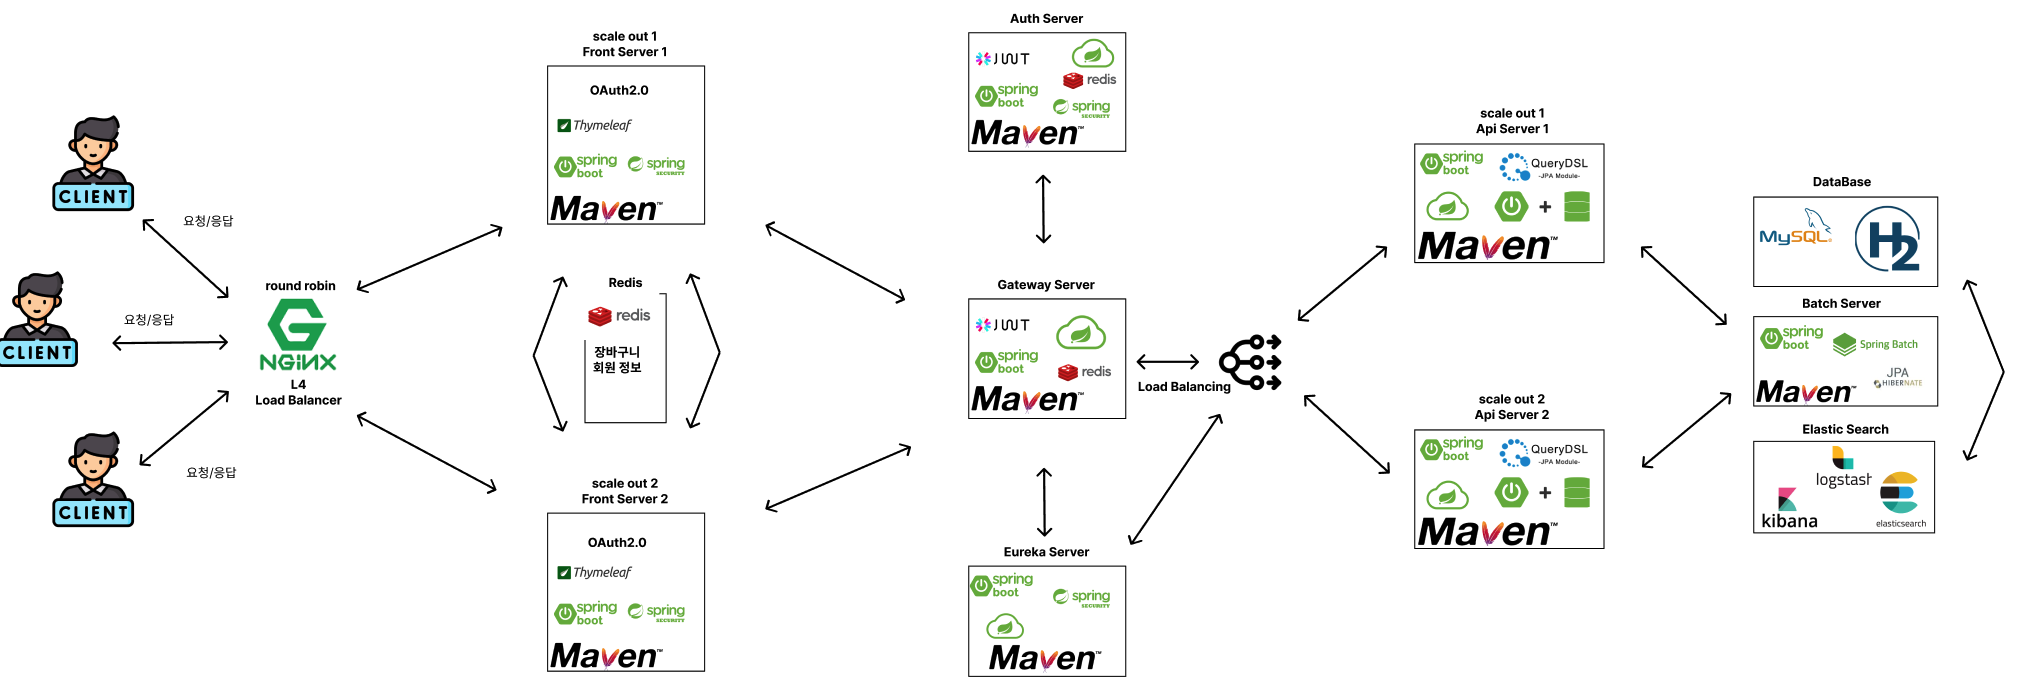 CLIENT
요청/응답
CLIENT
요청/응답
CLIENT
요청/응답
round robin
NGiNX
L4
Load Balancer
scale out 1
Front Server 1
OAuth2.0
Thymeleaf
spring
boot
spring
SECURITY
Maven™
Redis
redis
장바구니
회원 정보
scale out 2
Front Server 2
OAuth2.0
Thymeleaf
spring
boot
spring
SECURITY
Maven™
Auth Server
JWT
redis
spring
boot
spring
SECURITY
Maven™
Gateway Server
JWT
spring
boot
redis
Maven™
Load Balancing
Eureka Server
spring
boot
spring
SECURITY
Maven™
scale out 1
Api Server 1
spring
boot
QueryDSL
-JPA Module-
+
Maven™
scale out 2
Api Server 2
spring
boot
QueryDSL
-JPA Module-
+
Maven™
DataBase
MySQL®
H2
Batch Server
spring
boot
Spring Batch
JPA
HIBERNATE
Maven™
Elastic Search
logstash
kibana
elasticsearch